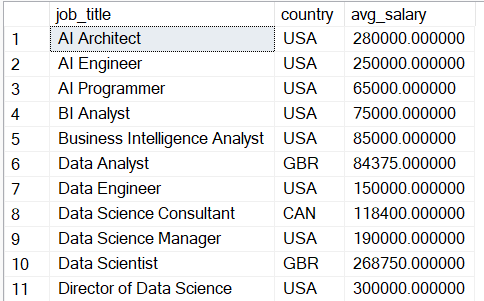 job_title country avg_salary
1 AI Architect USA 280000.000000
2 AI Engineer USA 250000.000000
3 AI Programmer USA 65000.000000
4 BI Analyst USA 75000.000000
5 Business Intelligence Analyst USA 85000.000000
6 Data Analyst GBR 84375.000000
7 Data Engineer USA 150000.000000
8 Data Science Consultant CAN 118400.000000
9 Data Science Manager USA 190000.000000
10 Data Scientist GBR 268750.000000
11 Director of Data Science USA 300000.000000